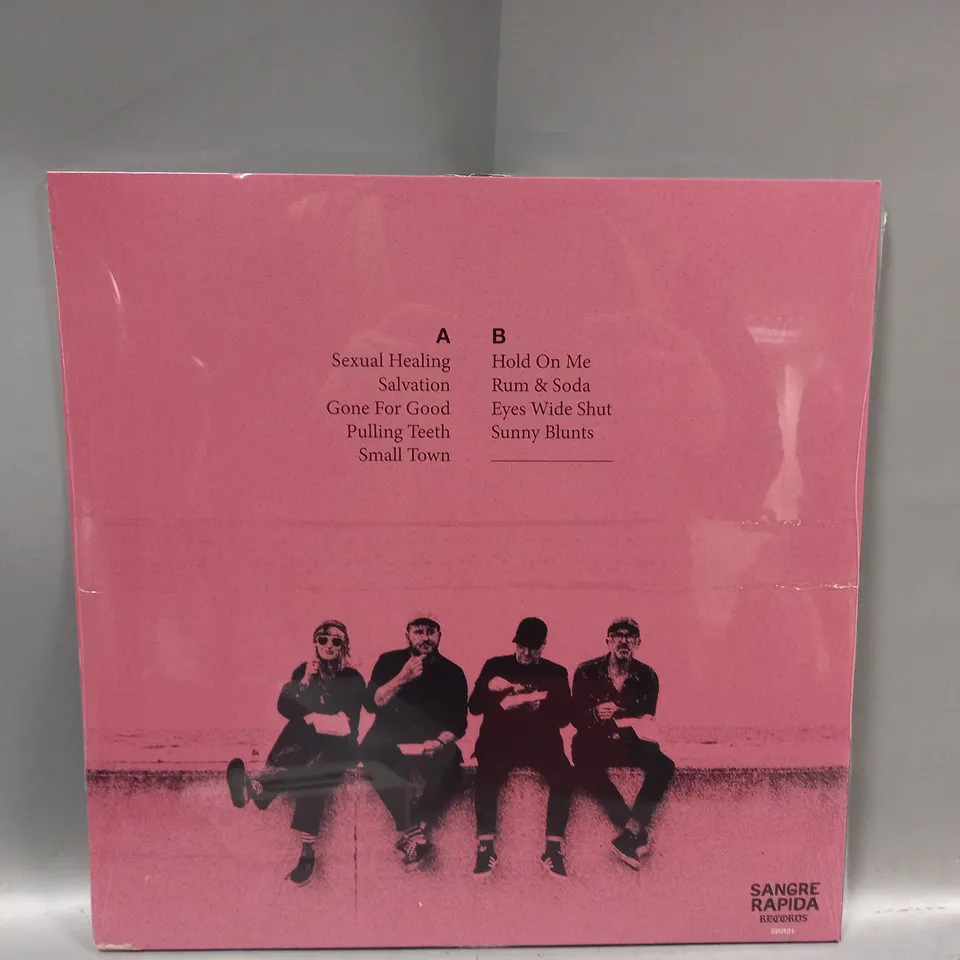 A
Sexual Healing
Salvation
Gone For Good
Pulling Teeth
Small Town
B
Hold On Me
Rum & Soda
Eyes Wide Shut
Sunny Blunts
SANGRE
RAPIDA
RECORDS